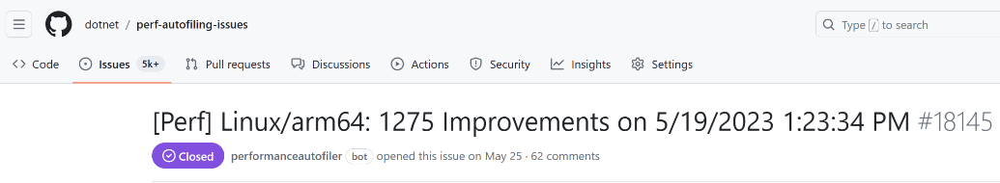 dotnet / perf-autofiling-issues
Type / to search
Code Issues 5k+ Pull requests Discussions Actions Security Insights Settings
[Perf] Linux/arm64: 1275 Improvements on 5/19/2023 1:23:34 PM #18145
Closed performanceautofiler bot opened this issue on May 25 · 62 comments